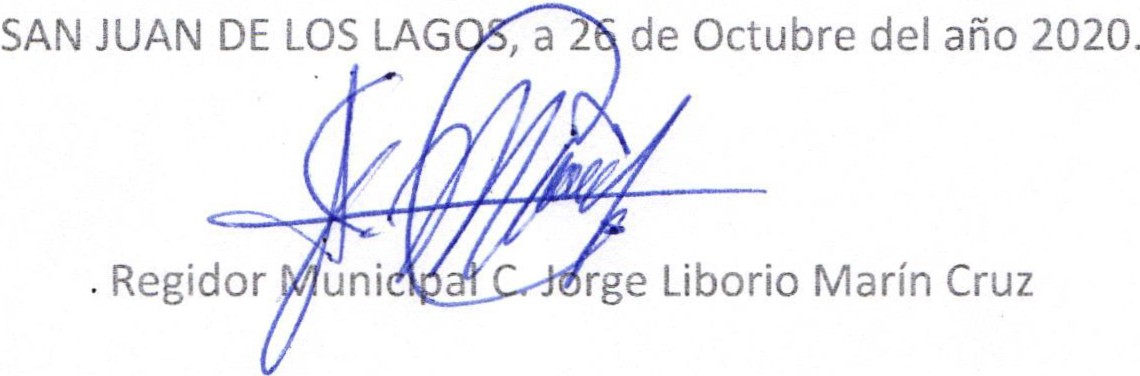 SAN JUAN DE LOS LAGOS, a 26 de Octubre del año 2020.
. Regidor Municipal C. Jorge Liborio Marín Cruz